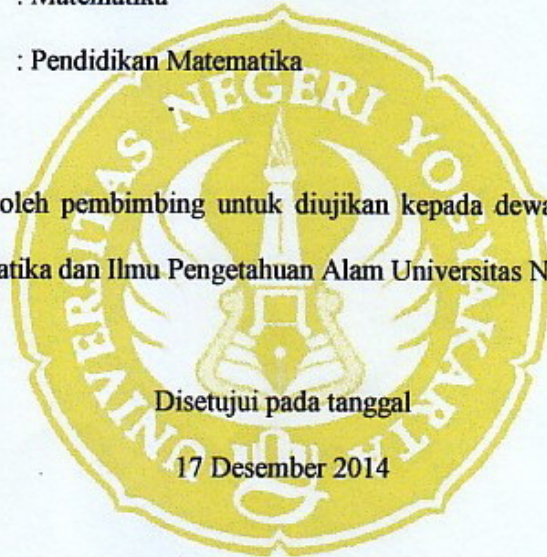 : Matematika
: Pendidikan Matematika
UNIVERSITAS NEGERI YOGYAKARTA
oleh pembimbing untuk diujikan kepada dewa
atika dan Ilmu Pengetahuan Alam Universitas N
Disetujui pada tanggal
17 Desember 2014